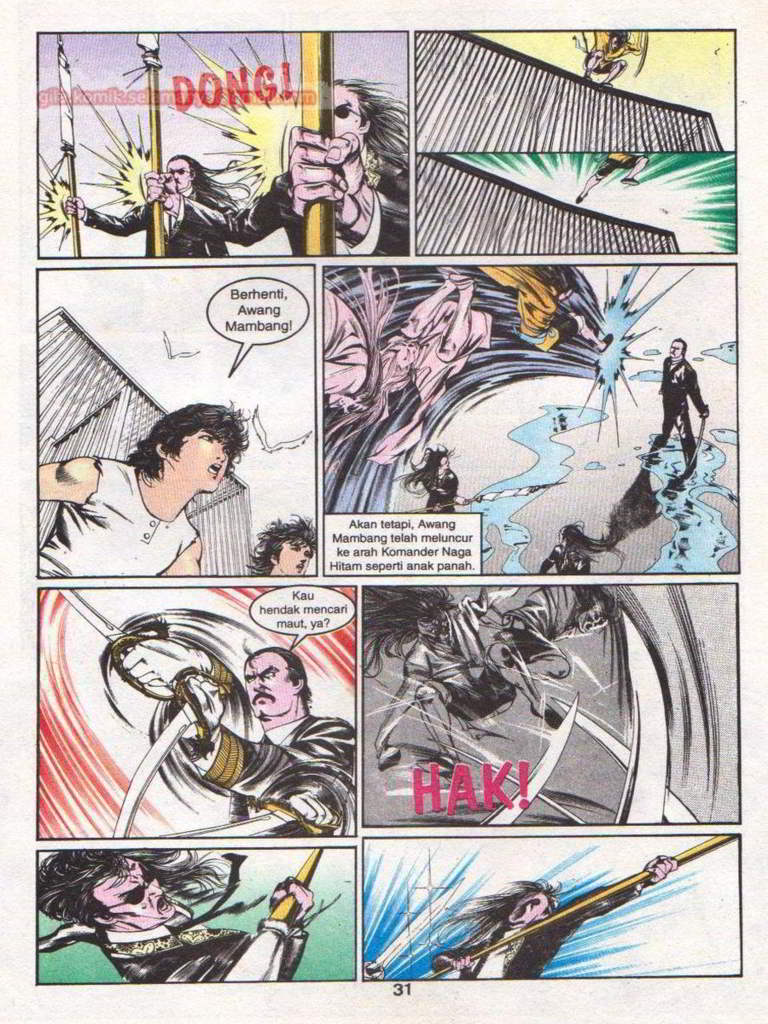 DONG!
Berhenti,
Awang
Mambang!
Akan tetapi, Awang
Mambang telah meluncur
ke arah Komander Naga
Hitam seperti anak panah.
Kau
hendak mencari
maut, ya?
HAK!
31